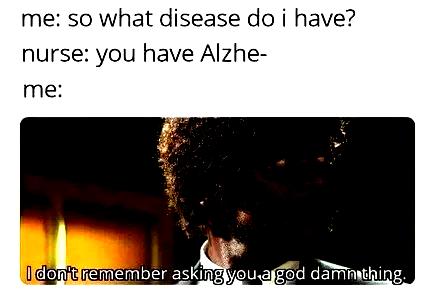 me: so what disease do i have?
nurse: you have Alzhe-
me:
I don't remember asking you a god damn thing.